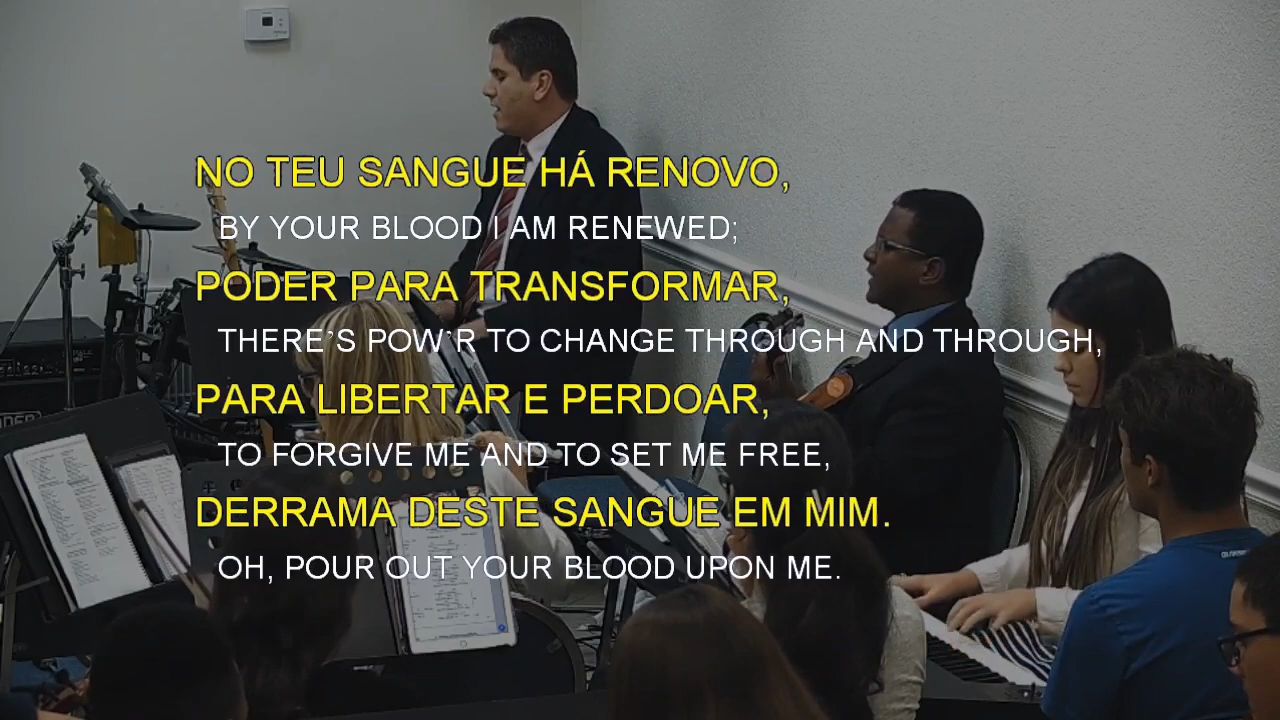 NO TEU SANGUE HÁ RENOVO,
BY YOUR BLOOD I AM RENEWED;
PODER PARA TRANSFORMAR,
THERE'S POW'R TO CHANGE THROUGH AND THROUGH,
PARA LIBERTAR E PERDOAR,
TO FORGIVE ME AND TO SET ME FREE,
DERRAMA DESTE SANGUE EM MIM.
OH, POUR OUT YOUR BLOOD UPON ME.